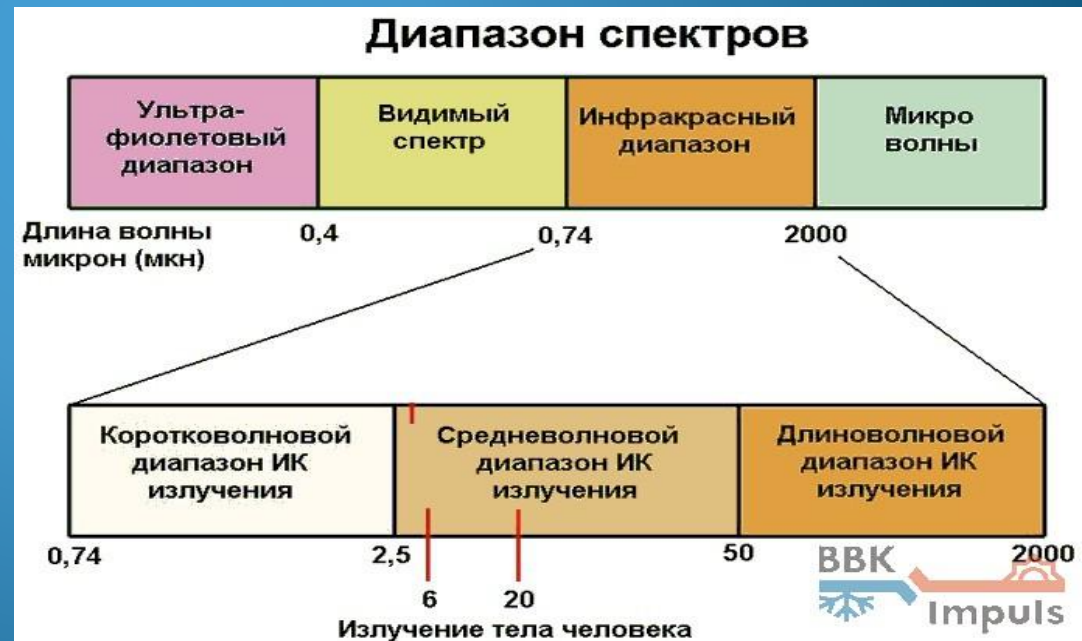 Диапазон спектров
Ультра-
фиолетовый
диапазон
Видимый
спектр
Инфракрасный
диапазон
Микро
волны
Длина волны
микрон (мкн)
0,4
0,74
2000
Коротковолновой
диапазон ИК
излучения
Средневолновой
диапазон ИК
излучения
Длиноволновой
диапазон ИК
излучения
0,74
2,5
50
2000
6
20
Излучение тела человека
BBK
Impuls